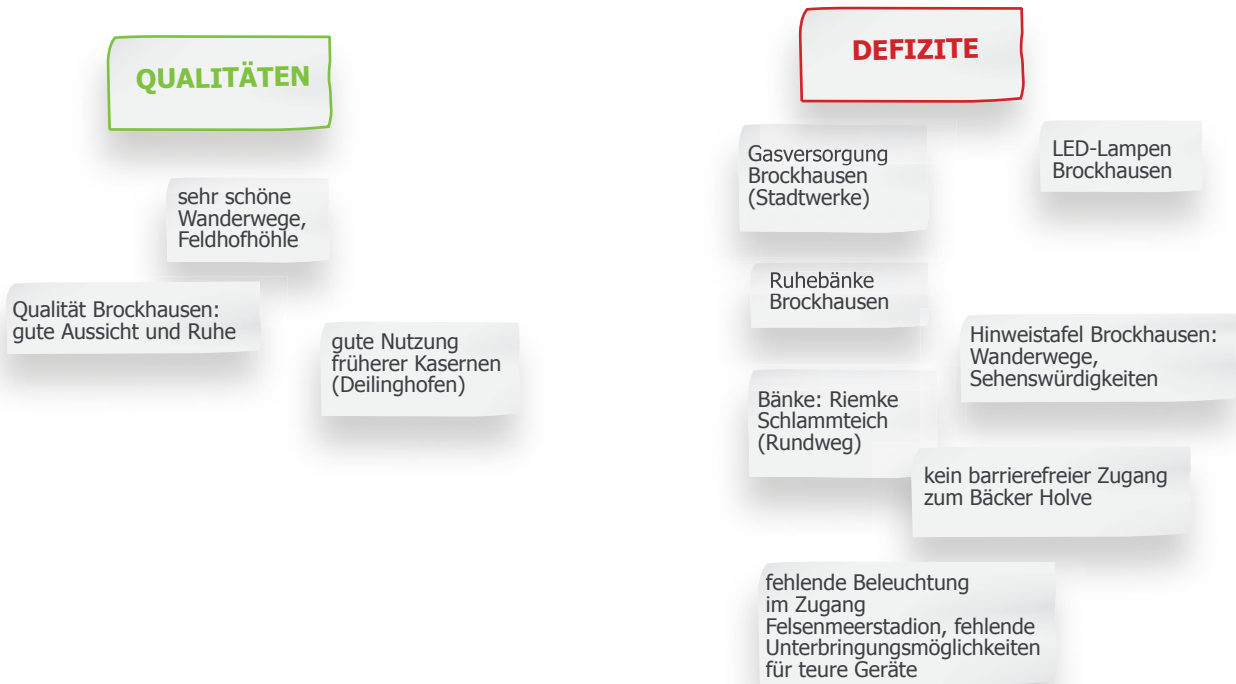 QUALITÄTEN
sehr schöne
Wanderwege,
Feldhofhöhle
Qualität Brockhausen:
gute Aussicht und Ruhe
gute Nutzung
früherer Kasernen
(Deilinghofen)
DEFIZITE
Gasversorgung
Brockhausen
(Stadtwerke)
LED-Lampen
Brockhausen
Ruhebänke
Brockhausen
Hinweistafel Brockhausen:
Wanderwege,
Sehenswürdigkeiten
Bänke: Riemke
Schlammteich
(Rundweg)
kein barrierefreier Zugang
zum Bäcker Holve
fehlende Beleuchtung
im Zugang
Felsenmeerstadion, fehlende
Unterbringungsmöglichkeiten
für teure Geräte